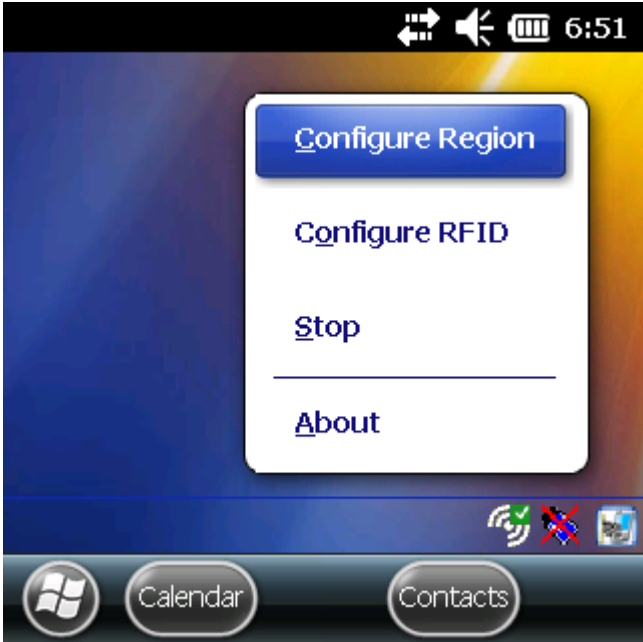 6:51
Configure Region
Configure RFID
Stop
About
Calendar
Contacts